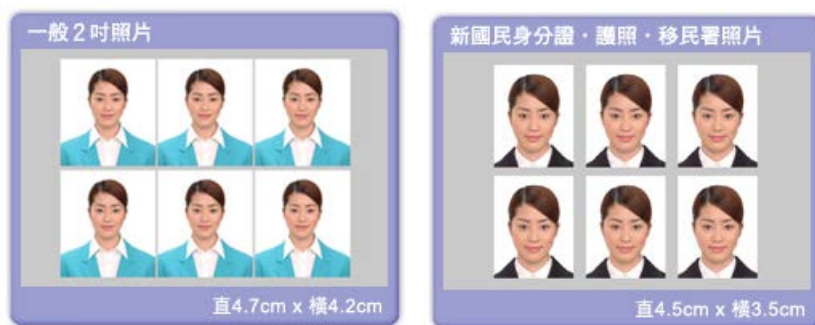 一般２吋照片
直4.7cm x 橫4.2cm
新國民身分證・護照・移民署照片
直4.5cm x 橫3.5cm